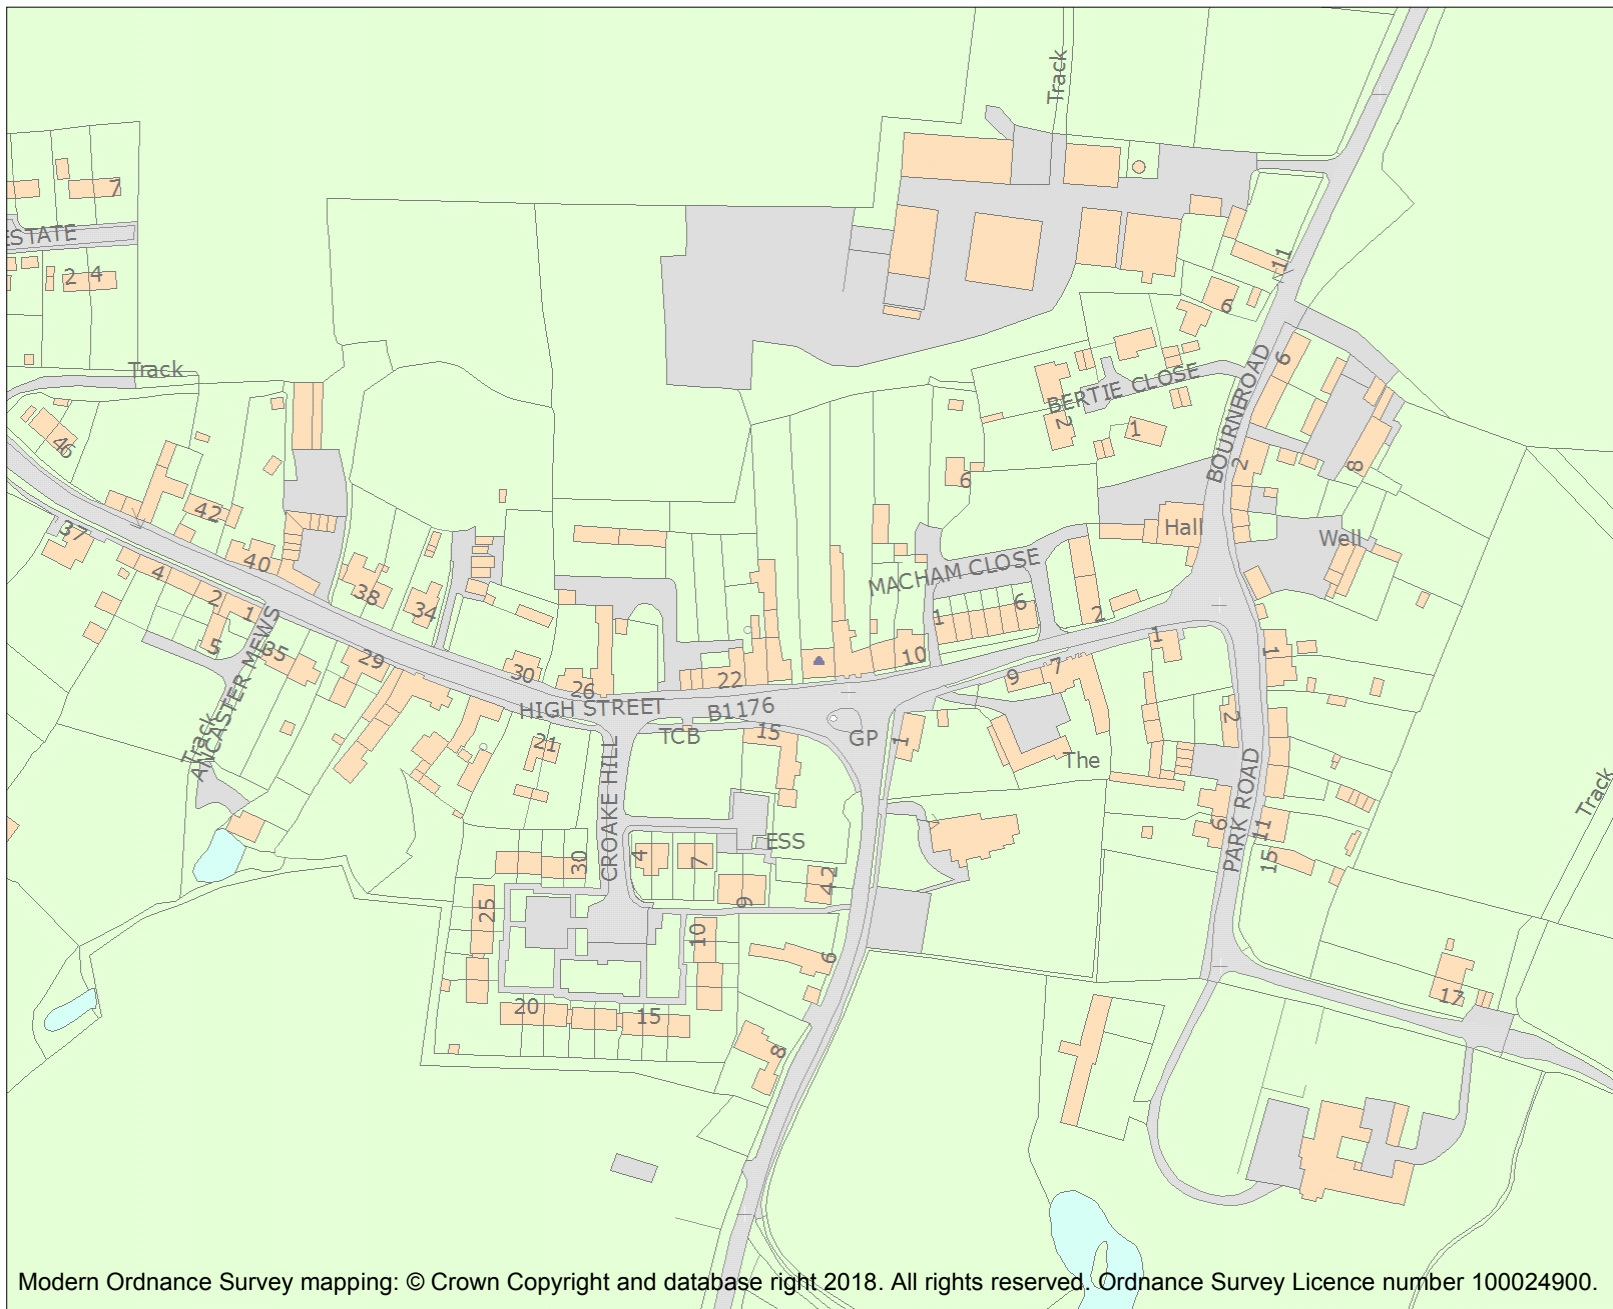 Track
7
ESTATE
2 4
11
6
Track
BERTIE CLOSE
BOURNE ROAD
6
2
1
46
6
2
8
42
37
Hall
Well
40
4
MACHAM CLOSE
38
2
34
1
6
2
1
5
35
1
1
29
10
30
22
9
7
26
HIGH STREET
B1176
2
ANCASTER MEWS
Track
21
TCB
15
GP
1
The
CROAKE HILL
PARK ROAD
Track
6
11
ESS
30
4
7
15
42
25
9
10
6
17
20
15
8
Modern Ordnance Survey mapping: © Crown Copyright and database right 2018. All rights reserved. Ordnance Survey Licence number 100024900.